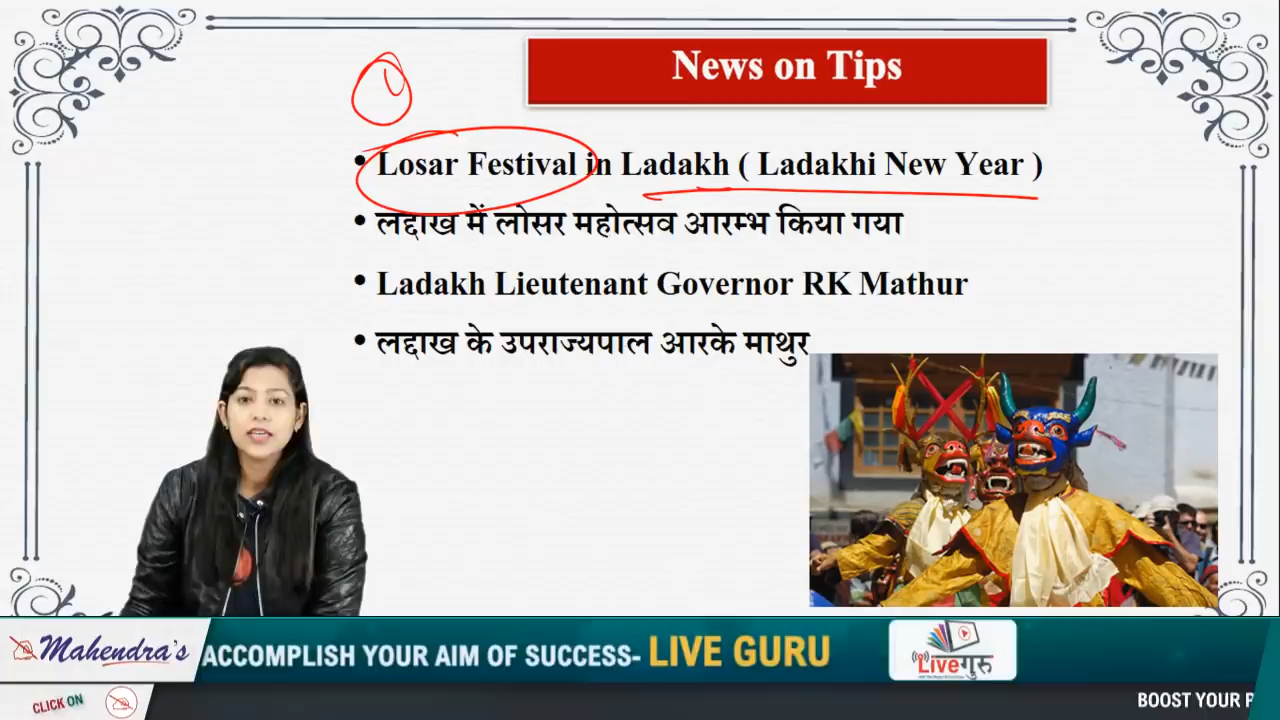 News on Tips
• Losar Festival in Ladakh ( Ladakhi New Year )
• लद्दाख में लोसर महोत्सव आरम्भ किया गया
• Ladakh Lieutenant Governor RK Mathur
• लद्दाख के उपराज्यपाल आरके माथुर
Mahendra's
ACCOMPLISH YOUR AIM OF SUCCESS- LIVE GURU
Liveगुरु
CLICK ON
BOOST YOUR